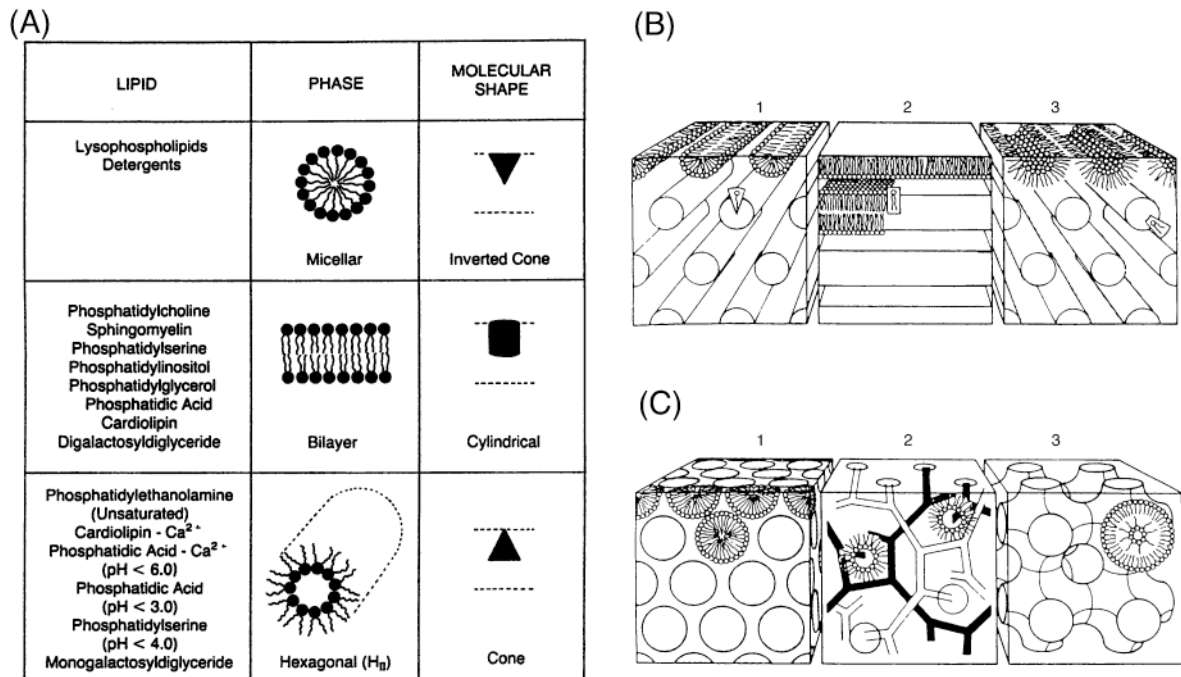 (A)
LIPID
PHASE
MOLECULAR
SHAPE
Lysophospholipids
Detergents
Micellar
Inverted Cone
Phosphatidylcholine
Sphingomyelin
Phosphatidylserine
Phosphatidylinositol
Phosphatidylglycerol
Phosphatidic Acid
Cardiolipin
Digalactosyldiglyceride
Bilayer
Cylindrical
Phosphatidylethanolamine
(Unsaturated)
Cardiolipin - Ca²⁺
Phosphatidic Acid - Ca²⁺
(pH < 6.0)
Phosphatidic Acid
(pH < 3.0)
Phosphatidylserine
(pH < 4.0)
Monogalactosyldiglyceride
Hexagonal (H_II)
Cone
(B)
1 2 3
(C)
1 2 3